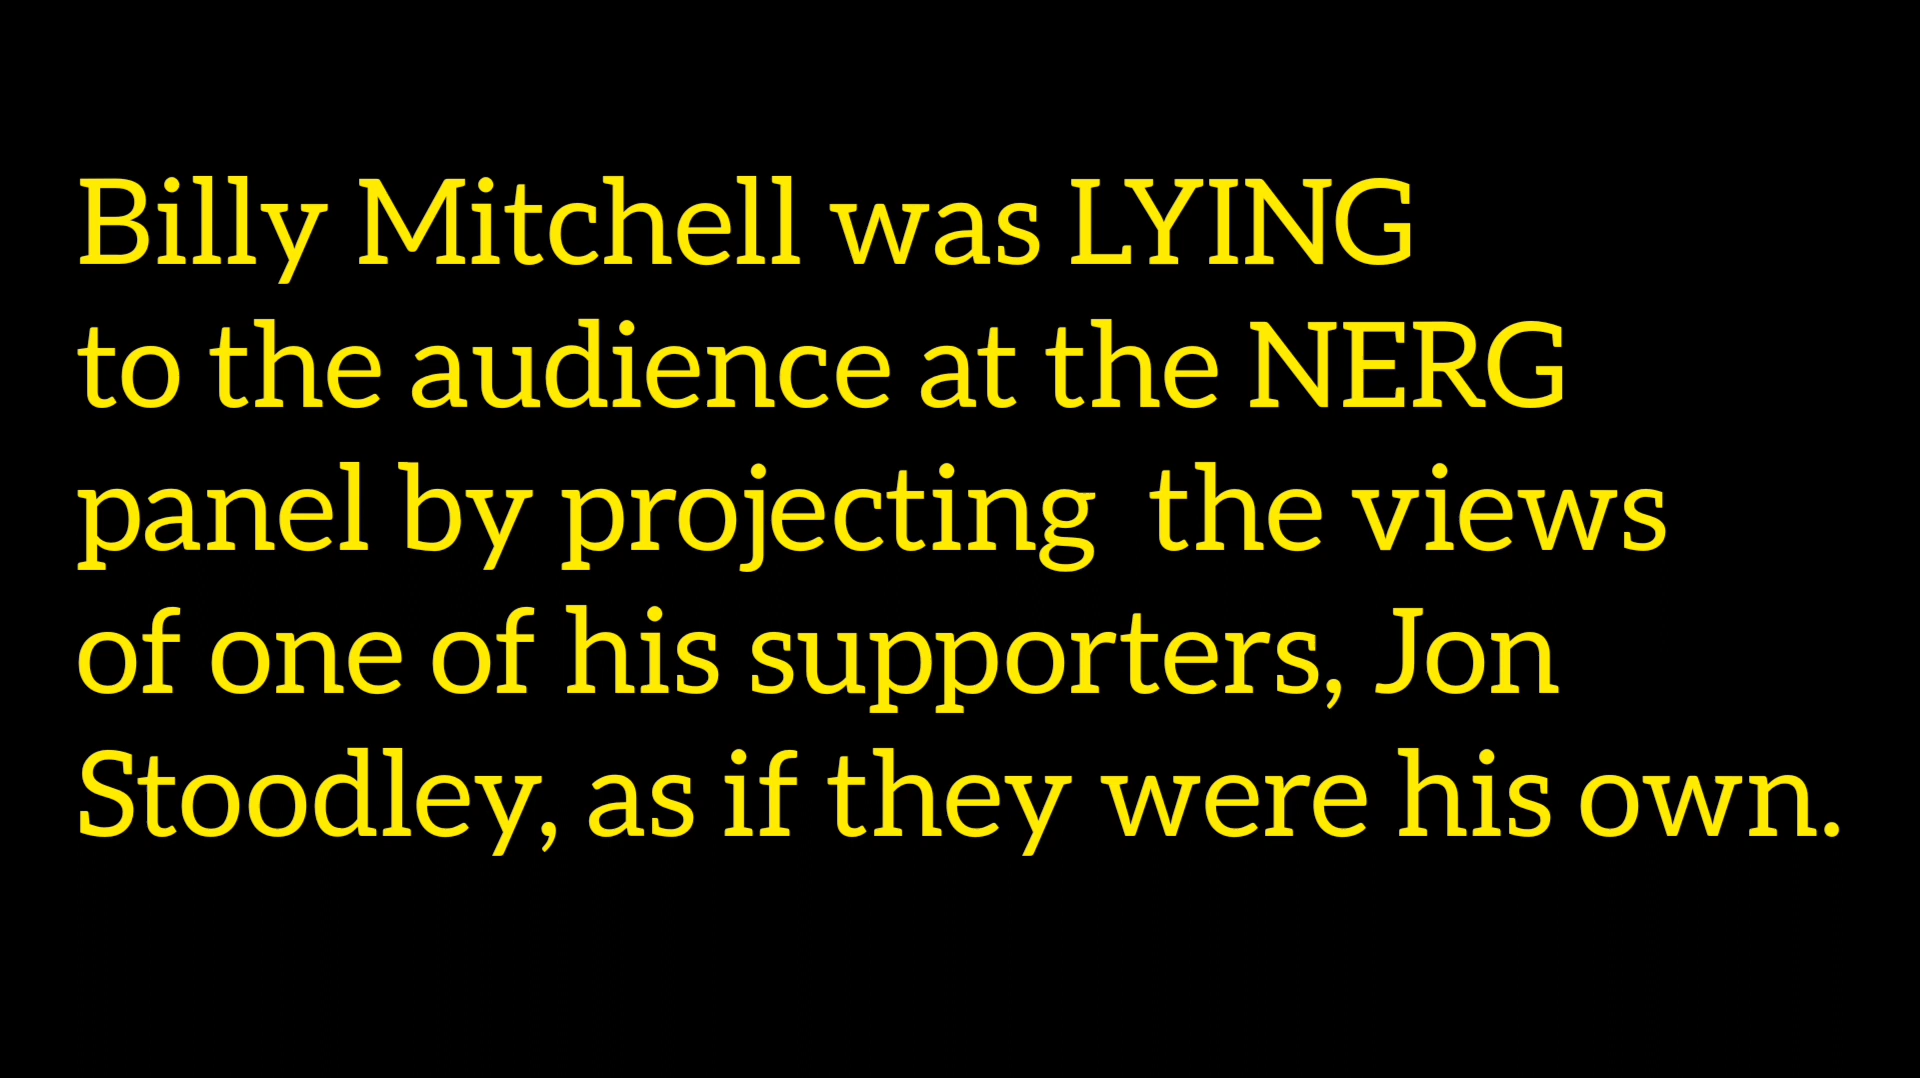 Billy Mitchell was LYING
to the audience at the NERG
panel by projecting  the views
of one of his supporters, Jon
Stoodley, as if they were his own.